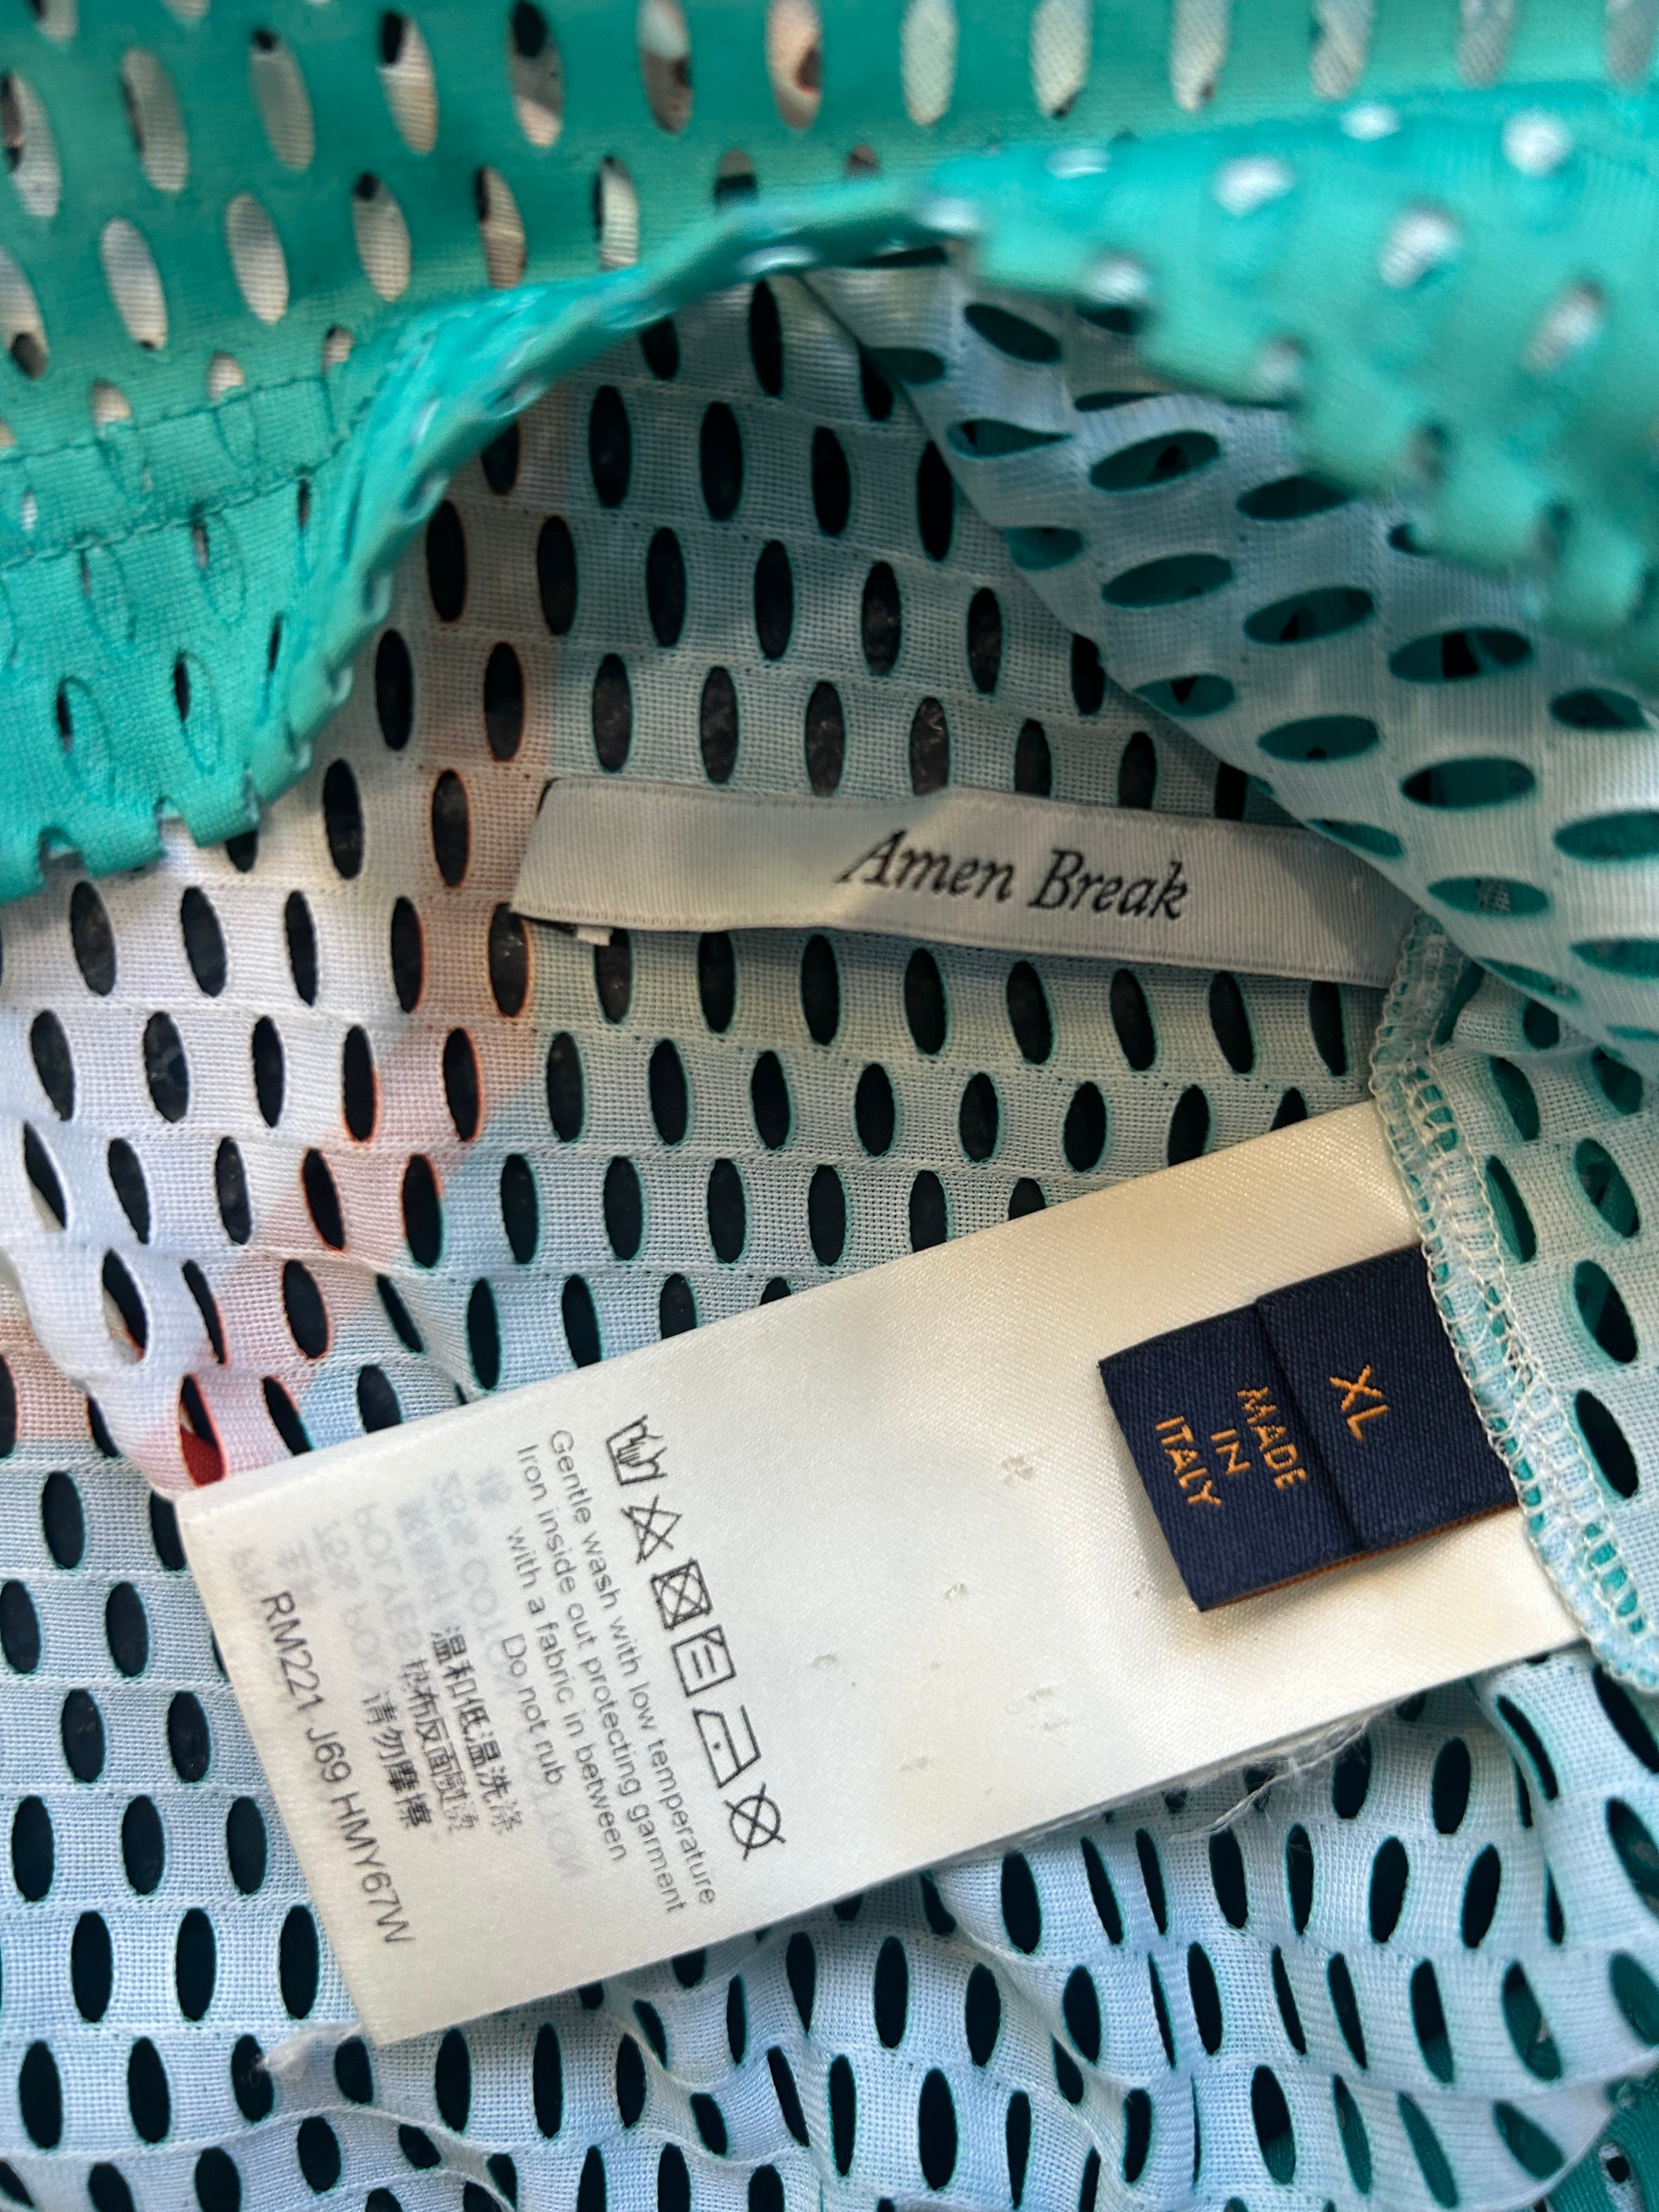 Amen Break
XL
MADE
IN
ITALY
Gentle wash with low temperature
Iron inside out protecting garment
with a fabric in between
Do not rub
温和低温洗涤
垫布反面熨烫
请勿摩擦
RM221 J69 HMY67W